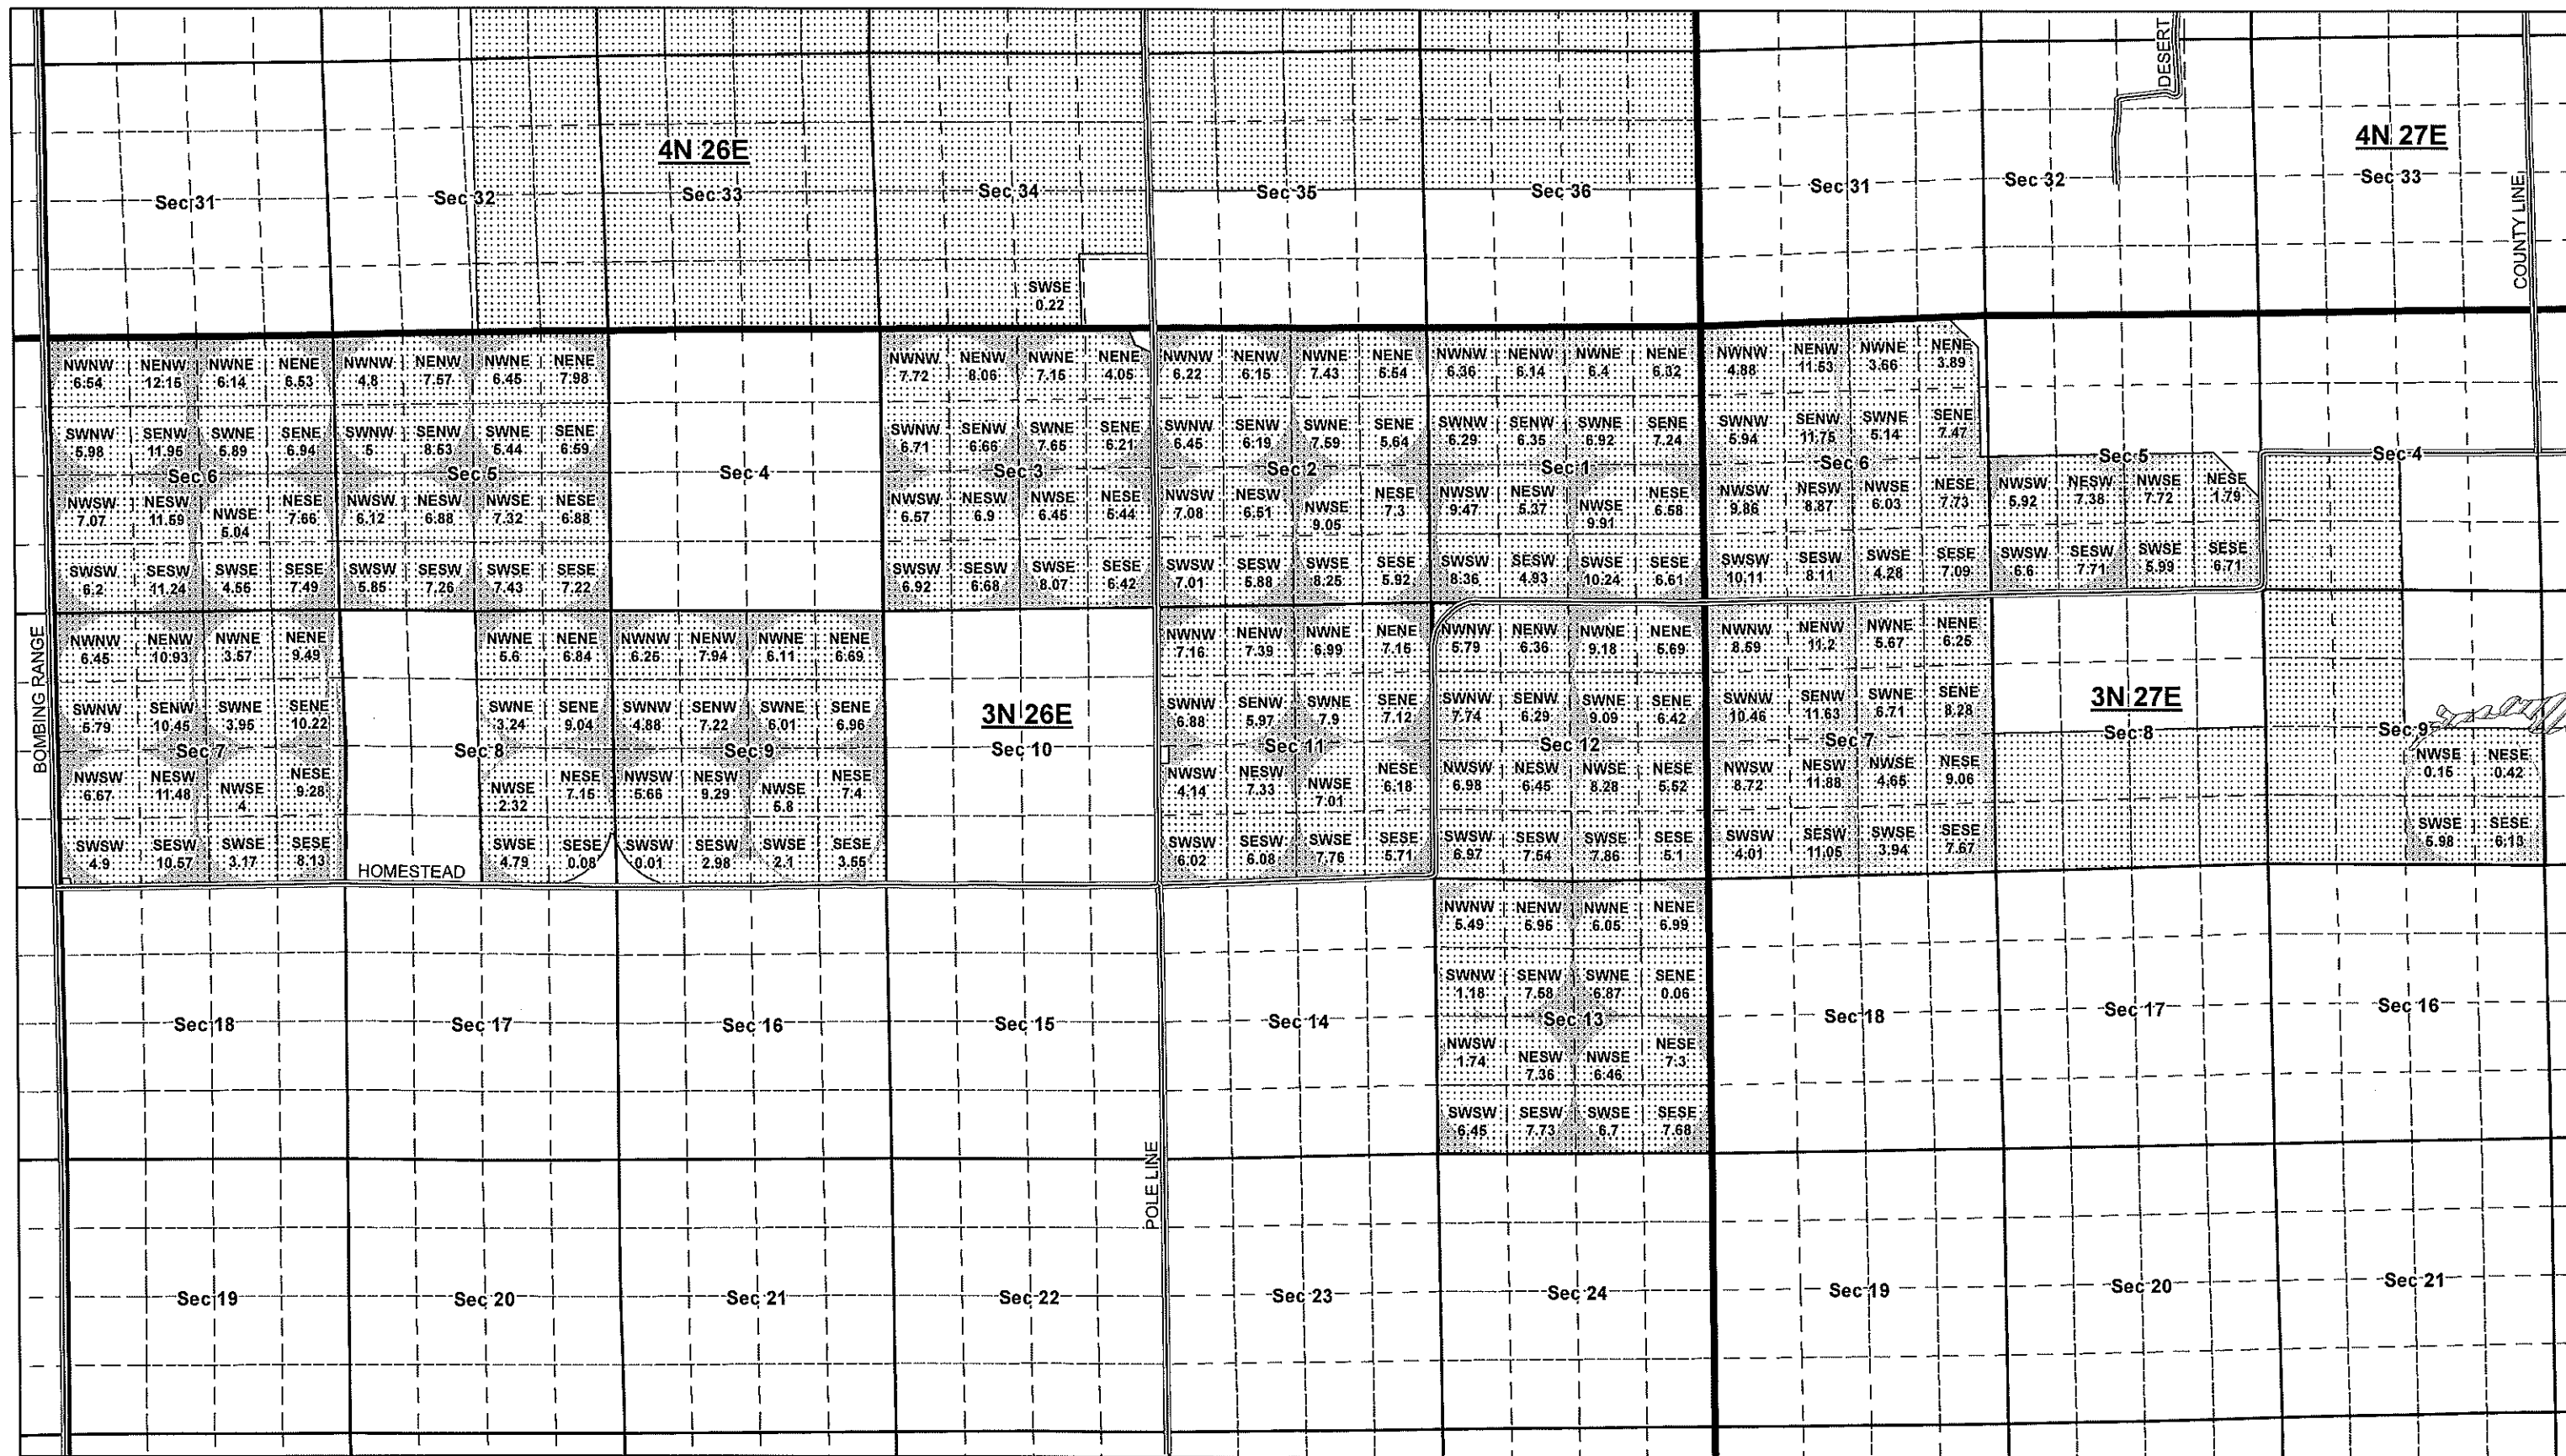 DESERT
4N 26E
4N 27E
Sec 31
Sec 32
Sec 33
Sec 34
Sec 35
Sec 36
Sec 31
Sec 32
Sec 33
COUNTY LINE
SWSE
0.22
NWNW NENW NWNE NENE NWNW NENW NWNE NENE NWNW NENW NWNE NENE NWNW NENW NWNE NENE NWNW NENW NWNE NENE NWNW NENW NWNE NENE
6.54 12.15 6.14 6.53 4.8 7.57 6.45 7.98 7.72 8.06 7.15 4.05 6.22 6.15 7.43 5.54 6.36 6.14 6.4 6.32 4.88 11.53 3.66 3.89
SWNW SENW SWNE SENE SWNW SENW SWNE SENE SWNW SENW SWNE SENE SWNW SENW SWNE SENE SWNW SENW SWNE SENE SWNW SENW SWNE SENE
5.98 11.95 5.89 6.94 5 8.53 5.44 6.59 6.71 6.66 7.65 6.21 6.45 6.19 7.59 5.64 6.29 6.35 6.92 7.24 5.94 11.75 5.14 7.47
Sec 6 Sec 5 Sec 4 Sec 3 Sec 2 Sec 1 Sec 6 Sec 5 Sec 4
NWSW NESW NWSE NESE NWSW NESW NWSE NESE NWSW NESW NWSE NESE NWSW NESW NWSE NESE NWSW NESW NWSE NESE NWSW NESW NWSE NESE NWSW NESW NWSE NESE
7.07 11.59 5.04 7.66 6.12 6.88 7.32 6.88 6.57 6.9 6.45 5.44 7.08 6.51 9.05 7.3 9.47 5.37 9.91 6.58 9.86 8.87 6.03 7.73 5.92 7.38 7.72 1.79
SWSW SESW SWSE SESE SWSW SESW SWSE SESE SWSW SESW SWSE SESE SWSW SESW SWSE SESE SWSW SESW SWSE SESE SWSW SESW SWSE SESE SWSW SESW SWSE SESE
6.2 11.24 4.55 7.49 5.85 7.26 7.43 7.22 6.92 6.68 8.07 6.42 7.01 5.88 8.25 5.92 8.36 4.93 10.24 6.61 10.11 8.11 4.28 7.09 6.6 7.71 5.99 6.71
BOMBING RANGE
NWNW NENW NWNE NENE NWNE NENE NWNW NENW NWNE NENE NWNW NENW NWNE NENE NWNW NENW NWNE NENE NWNW NENW NWNE NENE
6.45 10.93 3.57 9.49 5.6 6.84 6.25 7.94 6.11 6.69 7.16 7.39 6.99 7.15 5.79 6.36 9.18 5.69 8.59 11.2 5.67 6.25
3N 26E
3N 27E
SWNW SENW SWNE SENE SWNE SENE SWNW SENW SWNE SENE SWNW SENW SWNE SENE SWNW SENW SWNE SENE SWNW SENW SWNE SENE
5.79 10.45 3.95 10.22 3.24 9.04 4.88 7.22 6.01 6.96 6.88 5.97 7.9 7.12 7.74 6.29 9.09 6.42 10.46 11.63 6.71 8.28
Sec 7 Sec 8 Sec 9 Sec 10 Sec 11 Sec 12 Sec 7 Sec 8 Sec 9
NWSW NESW NWSE NESE NWSE NESE NWSW NESW NWSE NESE NWSW NESW NWSE NESE NWSW NESW NWSE NESE NWSW NESW NWSE NESE NWSE NESE
6.67 11.48 4 9.28 2.32 7.15 5.66 9.29 5.8 7.4 4.14 7.33 7.01 6.18 6.98 6.45 8.28 5.52 8.72 11.88 4.65 9.06 0.15 0.42
SWSW SESW SWSE SESE SWSE SESE SWSW SESW SWSE SESE SWSW SESW SWSE SESE SWSW SESW SWSE SESE SWSW SESW SWSE SESE SWSE SESE
4.9 10.57 3.17 8.13 4.79 0.08 0.01 2.98 2.1 3.55 6.02 6.08 7.76 5.71 6.97 7.54 7.86 5.1 4.01 11.05 3.94 7.67 5.98 6.13
HOMESTEAD
NWNW NENW NWNE NENE
5.49 5.95 6.05 6.99
SWNW SENW SWNE SENE
1.18 7.58 6.87 0.06
Sec 18 Sec 17 Sec 16 Sec 15 Sec 14 Sec 13 Sec 18 Sec 17 Sec 16
NWSW NESW NWSE NESE
1.74 7.36 6.46 7.3
SWSW SESW SWSE SESE
6.45 7.73 6.7 7.68
POLE LINE
Sec 19 Sec 20 Sec 21 Sec 22 Sec 23 Sec 24 Sec 19 Sec 20 Sec 21